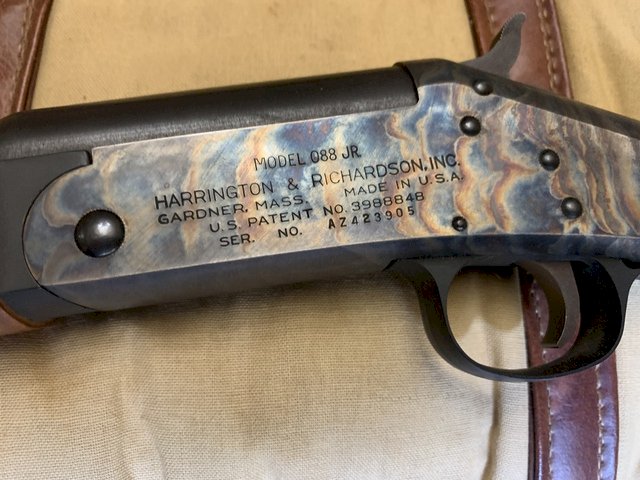 MODEL 088 JR
HARRINGTON & RICHARDSON, INC.
GARDNER, MASS. MADE IN U.S.A.
U.S. PATENT NO. 3988848
SER. NO. AZ423905